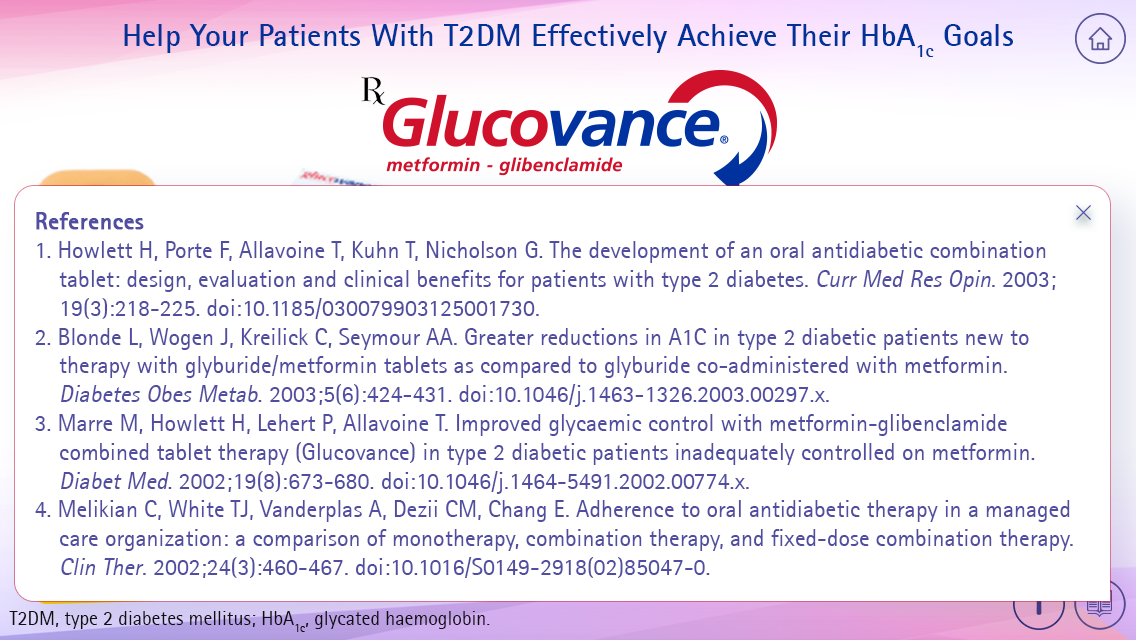 Help Your Patients With T2DM Effectively Achieve Their HbA1c Goals
Rx
Glucovance®
metformin - glibenclamide
glucovance
References
1. Howlett H, Porte F, Allavoine T, Kuhn T, Nicholson G. The development of an oral antidiabetic combination
tablet: design, evaluation and clinical benefits for patients with type 2 diabetes. Curr Med Res Opin. 2003;
19(3):218-225. doi:10.1185/030079903125001730.
2. Blonde L, Wogen J, Kreilick C, Seymour AA. Greater reductions in A1C in type 2 diabetic patients new to
therapy with glyburide/metformin tablets as compared to glyburide co-administered with metformin.
Diabetes Obes Metab. 2003;5(6):424-431. doi:10.1046/j.1463-1326.2003.00297.x.
3. Marre M, Howlett H, Lehert P, Allavoine T. Improved glycaemic control with metformin-glibenclamide
combined tablet therapy (Glucovance) in type 2 diabetic patients inadequately controlled on metformin.
Diabet Med. 2002;19(8):673-680. doi:10.1046/j.1464-5491.2002.00774.x.
4. Melikian C, White TJ, Vanderplas A, Dezii CM, Chang E. Adherence to oral antidiabetic therapy in a managed
care organization: a comparison of monotherapy, combination therapy, and fixed-dose combination therapy.
Clin Ther. 2002;24(3):460-467. doi:10.1016/S0149-2918(02)85047-0.
T2DM, type 2 diabetes mellitus; HbA1c, glycated haemoglobin.